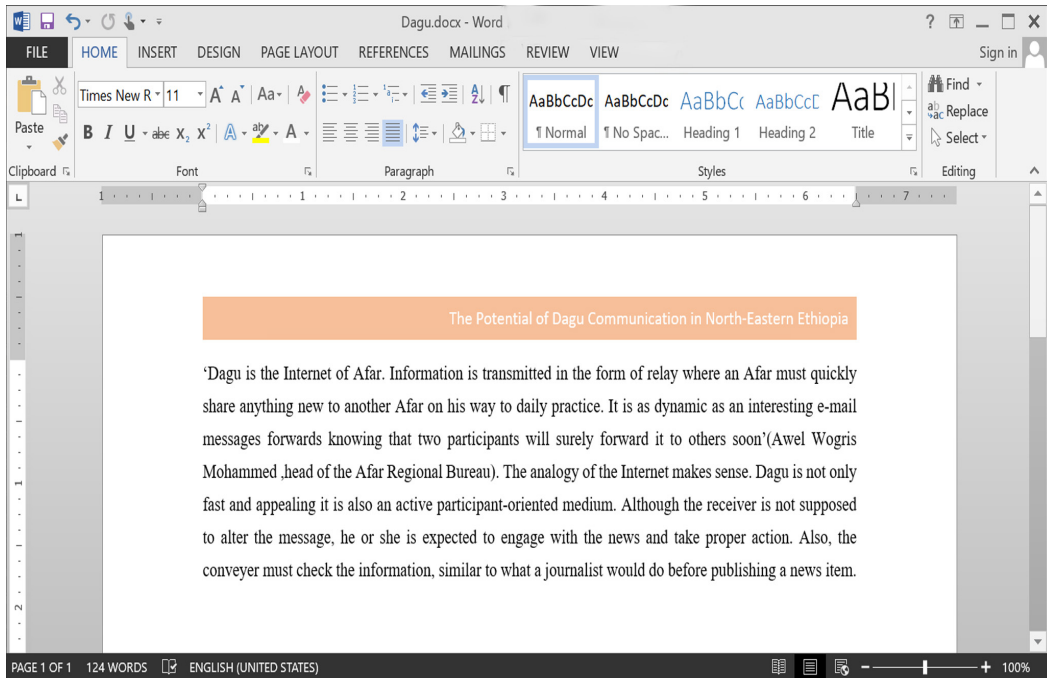 Dagu.docx - Word
FILE HOME INSERT DESIGN PAGE LAYOUT REFERENCES MAILINGS REVIEW VIEW Sign in
Paste
Times New R 11
AaBbCcDc AaBbCcDc AaBbCc AaBbCcE AaBl
¶ Normal ¶ No Spac... Heading 1 Heading 2 Title
Find
Replace
Select
Clipboard Font Paragraph Styles Editing
1 1 2 3 4 5 6 7
The Potential of Dagu Communication in North-Eastern Ethiopia
‘Dagu is the Internet of Afar. Information is transmitted in the form of relay where an Afar must quickly
share anything new to another Afar on his way to daily practice. It is as dynamic as an interesting e-mail
messages forwards knowing that two participants will surely forward it to others soon’(Awel Wogris
Mohammed ,head of the Afar Regional Bureau). The analogy of the Internet makes sense. Dagu is not only
fast and appealing it is also an active participant-oriented medium. Although the receiver is not supposed
to alter the message, he or she is expected to engage with the news and take proper action. Also, the
conveyer must check the information, similar to what a journalist would do before publishing a news item.
PAGE 1 OF 1 124 WORDS ENGLISH (UNITED STATES) 100%